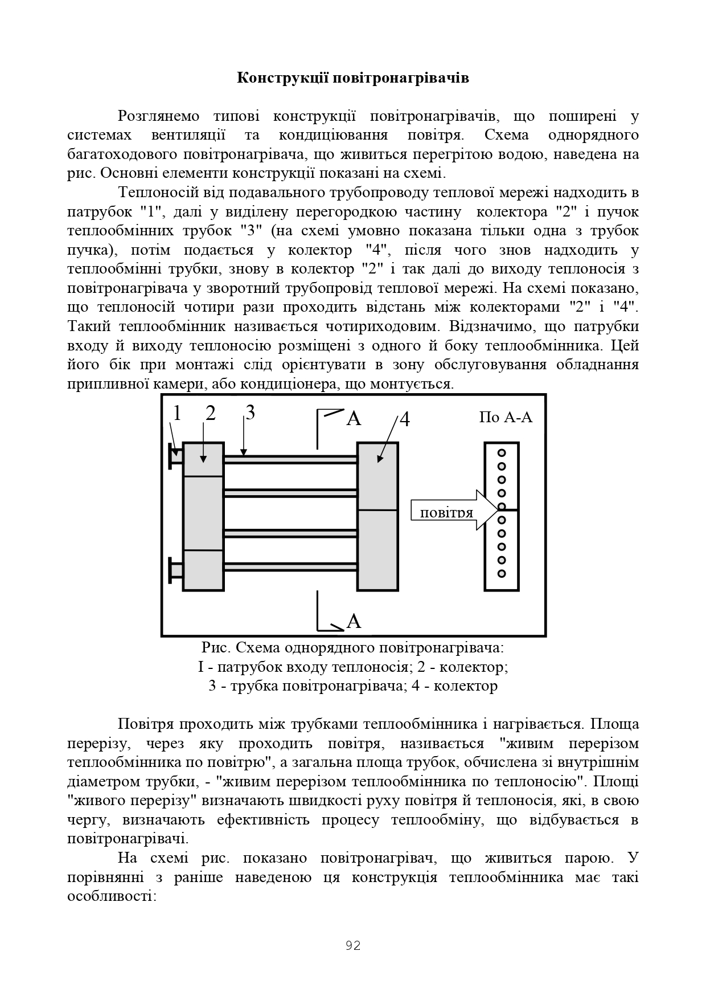 Конструкції повітронагрівачів
Розглянемо типові конструкції повітронагрівачів, що поширені у
системах вентиляції та кондиціювання повітря. Схема однорядного
багатоходового повітронагрівача, що живиться перегрітою водою, наведена на
рис. Основні елементи конструкції показані на схемі.
Теплоносій від подавального трубопроводу теплової мережі надходить в
патрубок "1", далі у виділену перегородкою частину колектора "2" і пучок
теплообмінних трубок "3" (на схемі умовно показана тільки одна з трубок
пучка), потім подається у колектор "4", після чого знов надходить у
теплообмінні трубки, знову в колектор "2" і так далі до виходу теплоносія з
повітронагрівача у зворотний трубопровід теплової мережі. На схемі показано,
що теплоносій чотири рази проходить відстань між колекторами "2" і "4".
Такий теплообмінник називається чотириходовим. Відзначимо, що патрубки
входу й виходу теплоносію розміщені з одного й боку теплообмінника. Цей
його бік при монтажі слід орієнтувати в зону обслуговування обладнання
припливної камери, або кондиціонера, що монтується.
1 2 3 А 4 По А-А
повітря
А
Рис. Схема однорядного повітронагрівача:
І - патрубок входу теплоносія; 2 - колектор;
3 - трубка повітронагрівача; 4 - колектор
Повітря проходить між трубками теплообмінника і нагрівається. Площа
перерізу, через яку проходить повітря, називається "живим перерізом
теплообмінника по повітрю", а загальна площа трубок, обчислена зі внутрішнім
діаметром трубки, - "живим перерізом теплообмінника по теплоносію". Площі
"живого перерізу" визначають швидкості руху повітря й теплоносія, які, в свою
чергу, визначають ефективність процесу теплообміну, що відбувається в
повітронагрівачі.
На схемі рис. показано повітронагрівач, що живиться парою. У
порівнянні з раніше наведеною ця конструкція теплообмінника має такі
особливості:
92